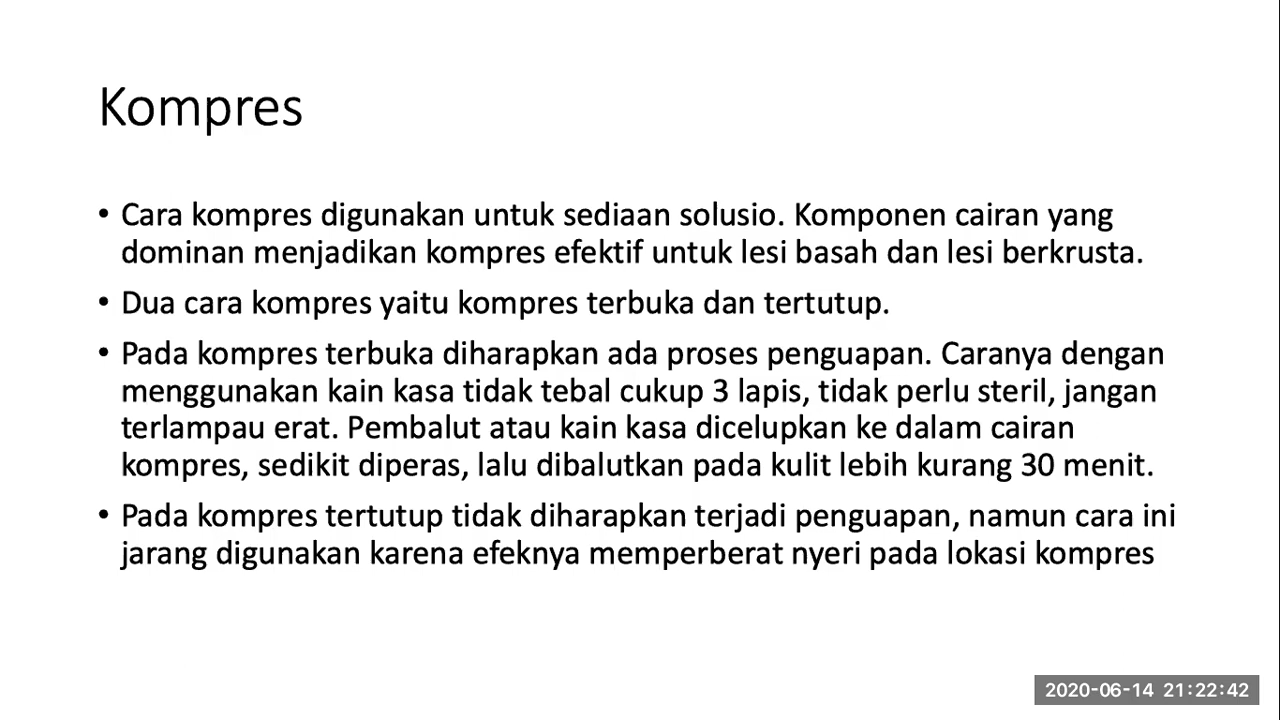 Kompres
• Cara kompres digunakan untuk sediaan solusio. Komponen cairan yang
dominan menjadikan kompres efektif untuk lesi basah dan lesi berkrusta.
• Dua cara kompres yaitu kompres terbuka dan tertutup.
• Pada kompres terbuka diharapkan ada proses penguapan. Caranya dengan
menggunakan kain kasa tidak tebal cukup 3 lapis, tidak perlu steril, jangan
terlampau erat. Pembalut atau kain kasa dicelupkan ke dalam cairan
kompres, sedikit diperas, lalu dibalutkan pada kulit lebih kurang 30 menit.
• Pada kompres tertutup tidak diharapkan terjadi penguapan, namun cara ini
jarang digunakan karena efeknya memperberat nyeri pada lokasi kompres
2020-06-14 21:22:42